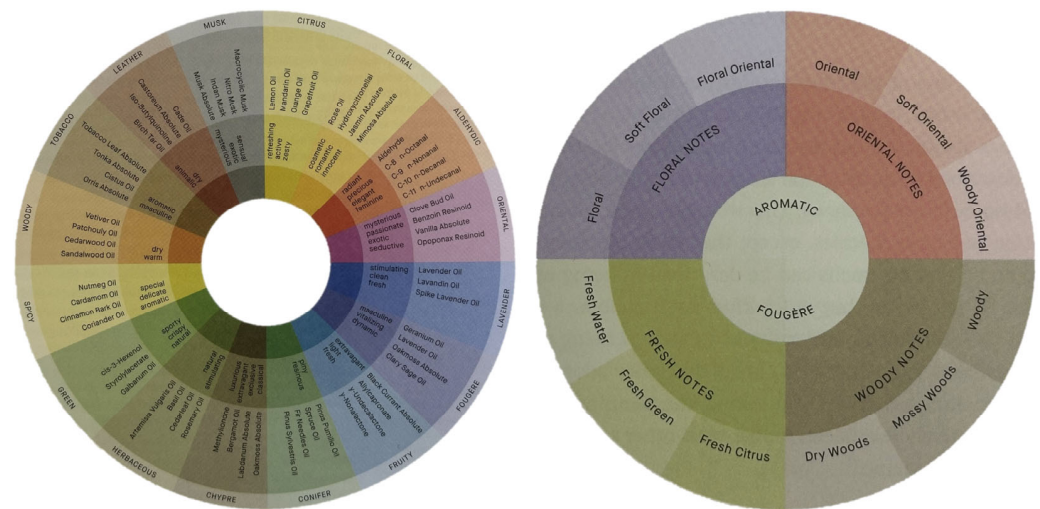 CITRUS
Lemon Oil
Mandarin Oil
Orange Oil
Grapefruit Oil
refreshing
active
zesty
FLORAL
Rose Oil
Hydroxycitronellal
Jasmin Absolute
Mimosa Absolute
cosmetic
romantic
innocent
ALDEHYDIC
Aldehyde
C-8 n-Octanal
C-9 n-Nonanal
C-10 n-Decanal
C-11 n-Undecanal
radiant
precious
elegant
feminine
ORIENTAL
Clove Bud Oil
Benzoin Resinoid
Vanilla Absolute
Opoponax Resinoid
mysterious
passionate
exotic
seductive
LAVENDER
Lavender Oil
Lavandin Oil
Spike Lavender Oil
stimulating
clean
fresh
FOUGÈRE
Geranium Oil
Lavender Oil
Oakmoss Absolute
Clary Sage Oil
masculine
vitalizing
dynamic
FRUITY
Black Currant Absolute
Allylcapronate
γ-Undecalactone
γ-Nonalactone
extravagant
light
fresh
CONIFER
Pinus Pumilio Oil
Spruce Oil
Fir Needles Oil
Pinus Sylvestris Oil
piny
resinous
CHYPRE
Methylionone
Bergamot Oil
Labdanum Absolute
Oakmoss Absolute
luxurious
extravagant
exclusive
classical
HERBACEOUS
Artemisia Vulgaris Oil
Basil Oil
Cedarleaf Oil
Rosemary Oil
natural
stimulating
GREEN
cis-3-Hexenol
Styrolylacetate
Galbanum Oil
sporty
crispy
natural
SPICY
Nutmeg Oil
Cardamom Oil
Cinnamon Bark Oil
Coriander Oil
special
delicate
aromatic
WOODY
Vetiver Oil
Patchouly Oil
Cedarwood Oil
Sandalwood Oil
dry
warm
TOBACCO
Tobacco Leaf Absolute
Tonka Absolute
Cistus Oil
Orris Absolute
aromatic
masculine
LEATHER
Castoreum Absolute
Cade Oil
Iso-Butylquinoline
Birch Tar Oil
dry
animalic
MUSK
Macrocyclic Musk
Nitro Musk
Indan Musk
Musk Absolute
sensual
exotic
mysterious
AROMATIC
FOUGÈRE
FLORAL NOTES
Floral
Soft Floral
Floral Oriental
ORIENTAL NOTES
Oriental
Soft Oriental
Woody Oriental
WOODY NOTES
Woody
Mossy Woods
Dry Woods
FRESH NOTES
Fresh Citrus
Fresh Green
Fresh Water